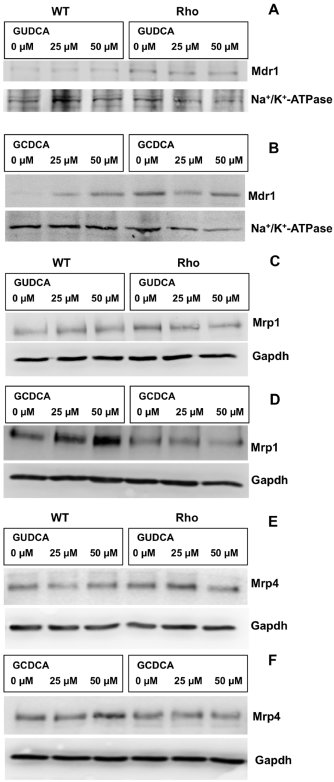 WT Rho A
GUDCA GUDCA
0 µM 25 µM 50 µM 0 µM 25 µM 50 µM
Mdr1
Na⁺/K⁺-ATPase
B
GCDCA GCDCA
0 µM 25 µM 50 µM 0 µM 25 µM 50 µM
Mdr1
Na⁺/K⁺-ATPase
WT Rho C
GUDCA GUDCA
0 µM 25 µM 50 µM 0 µM 25 µM 50 µM
Mrp1
Gapdh
D
GCDCA GCDCA
0 µM 25 µM 50 µM 0 µM 25 µM 50 µM
Mrp1
Gapdh
WT Rho E
GUDCA GUDCA
0 µM 25 µM 50 µM 0 µM 25 µM 50 µM
Mrp4
Gapdh
F
GCDCA GCDCA
0 µM 25 µM 50 µM 0 µM 25 µM 50 µM
Mrp4
Gapdh